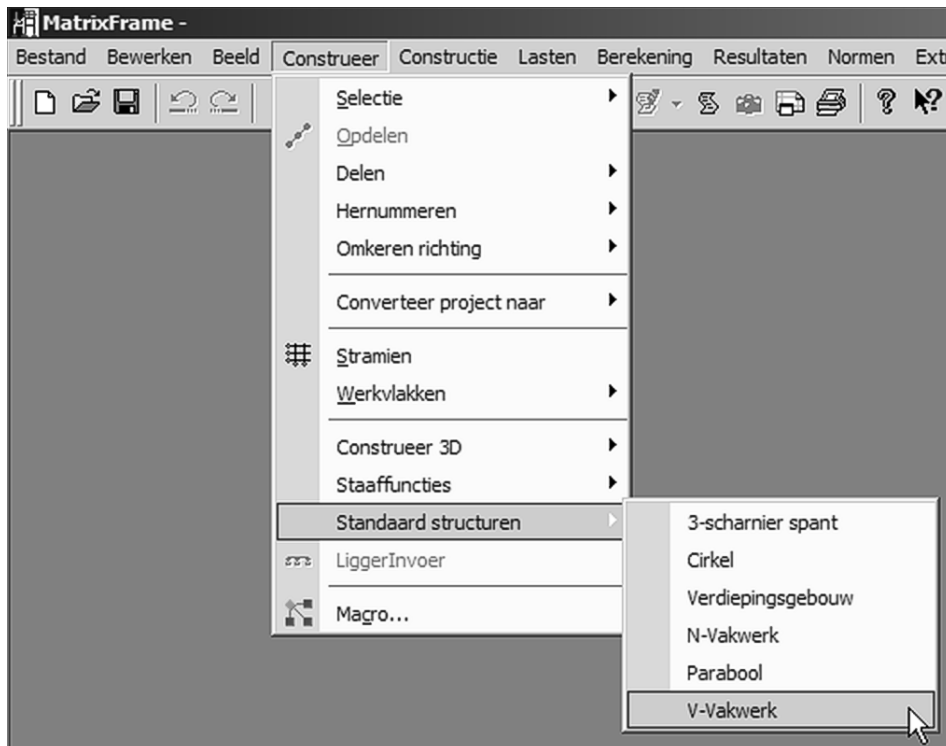 MatrixFrame -
Bestand Bewerken Beeld Construeer Constructie Lasten Berekening Resultaten Normen Ext
Selectie
Opdelen
Delen
Hernummeren
Omkeren richting
Converteer project naar
Stramien
Werkvlakken
Construeer 3D
Staaffuncties
Standaard structuren
LiggerInvoer
Macro...
3-scharnier spant
Cirkel
Verdiepingsgebouw
N-Vakwerk
Parabool
V-Vakwerk